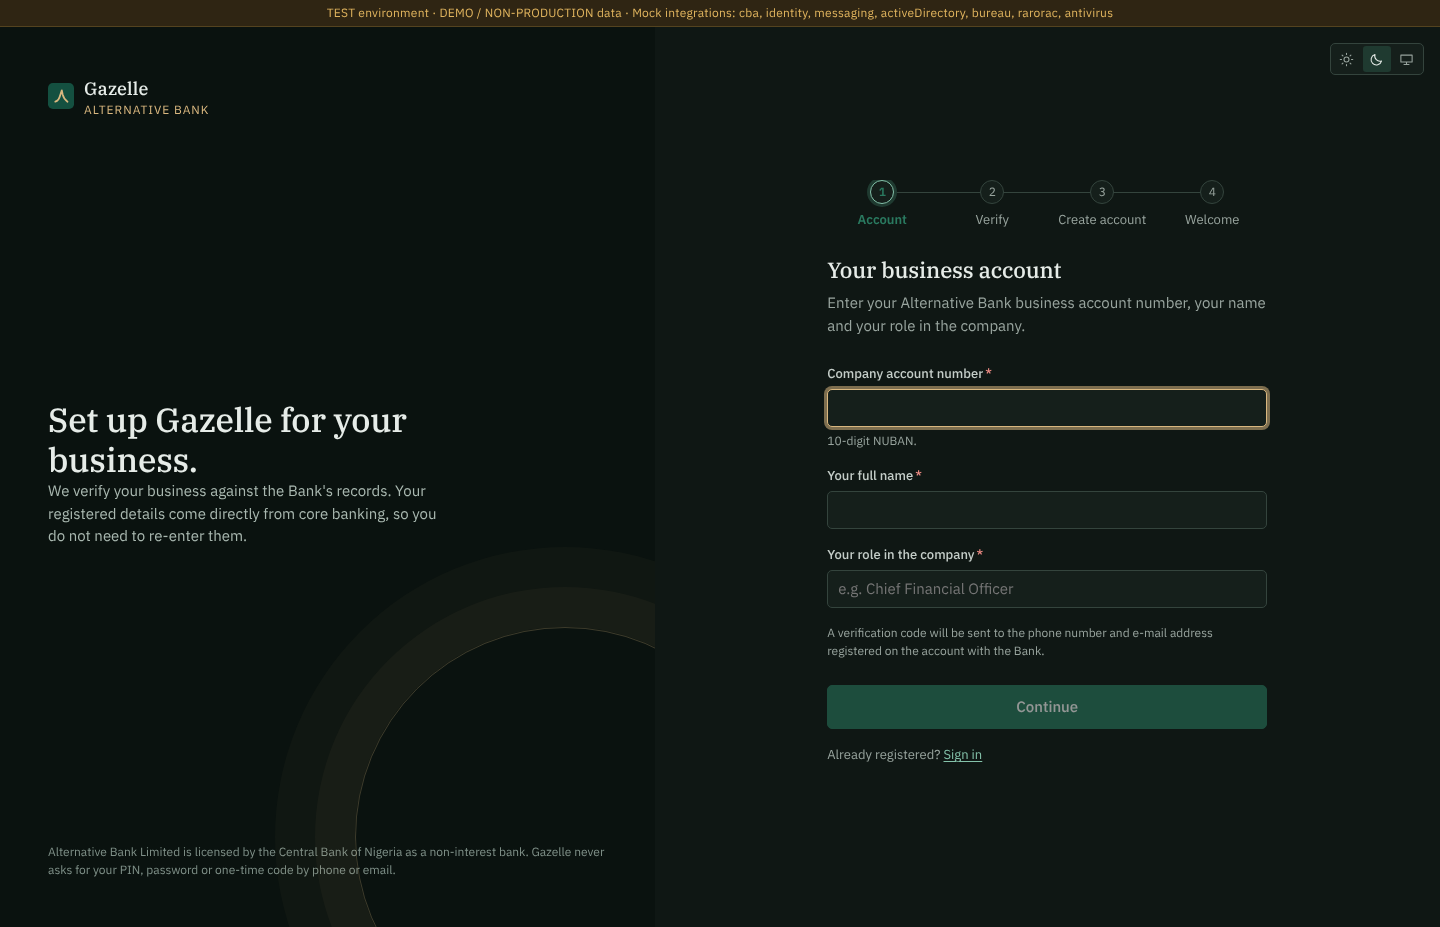 TEST environment · DEMO / NON-PRODUCTION data · Mock integrations: cba, identity, messaging, activeDirectory, bureau, rarorac, antivirus
Gazelle
ALTERNATIVE BANK
Set up Gazelle for your
business.
We verify your business against the Bank's records. Your
registered details come directly from core banking, so you
do not need to re-enter them.
Alternative Bank Limited is licensed by the Central Bank of Nigeria as a non-interest bank. Gazelle never
asks for your PIN, password or one-time code by phone or email.
1
2
3
4
Account
Verify
Create account
Welcome
Your business account
Enter your Alternative Bank business account number, your name
and your role in the company.
Company account number *
10-digit NUBAN.
Your full name *
Your role in the company *
e.g. Chief Financial Officer
A verification code will be sent to the phone number and e-mail address
registered on the account with the Bank.
Continue
Already registered? Sign in